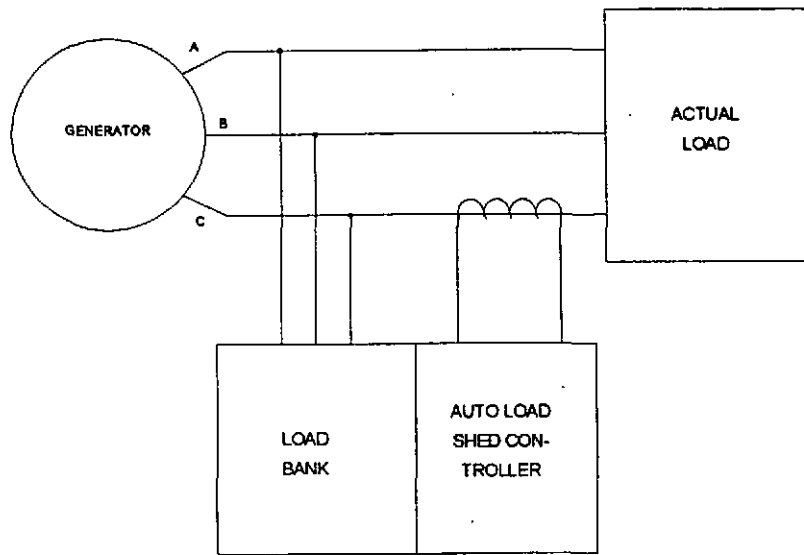 A
GENERATOR
B
C
ACTUAL
LOAD
LOAD
BANK
AUTO LOAD
SHED CON-
TROLLER